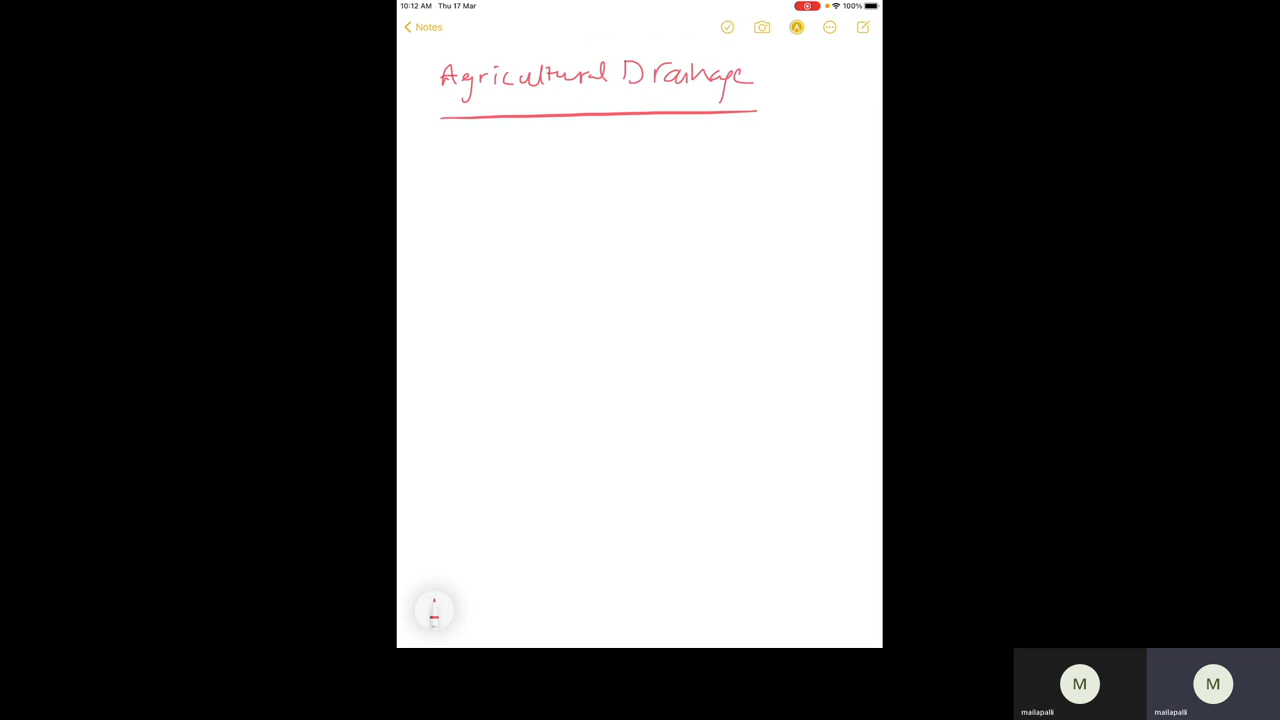 10:12 AM Thu 17 Mar
100%
Notes
Agricultural Drainage
M
M
mailapalli
mailapalli